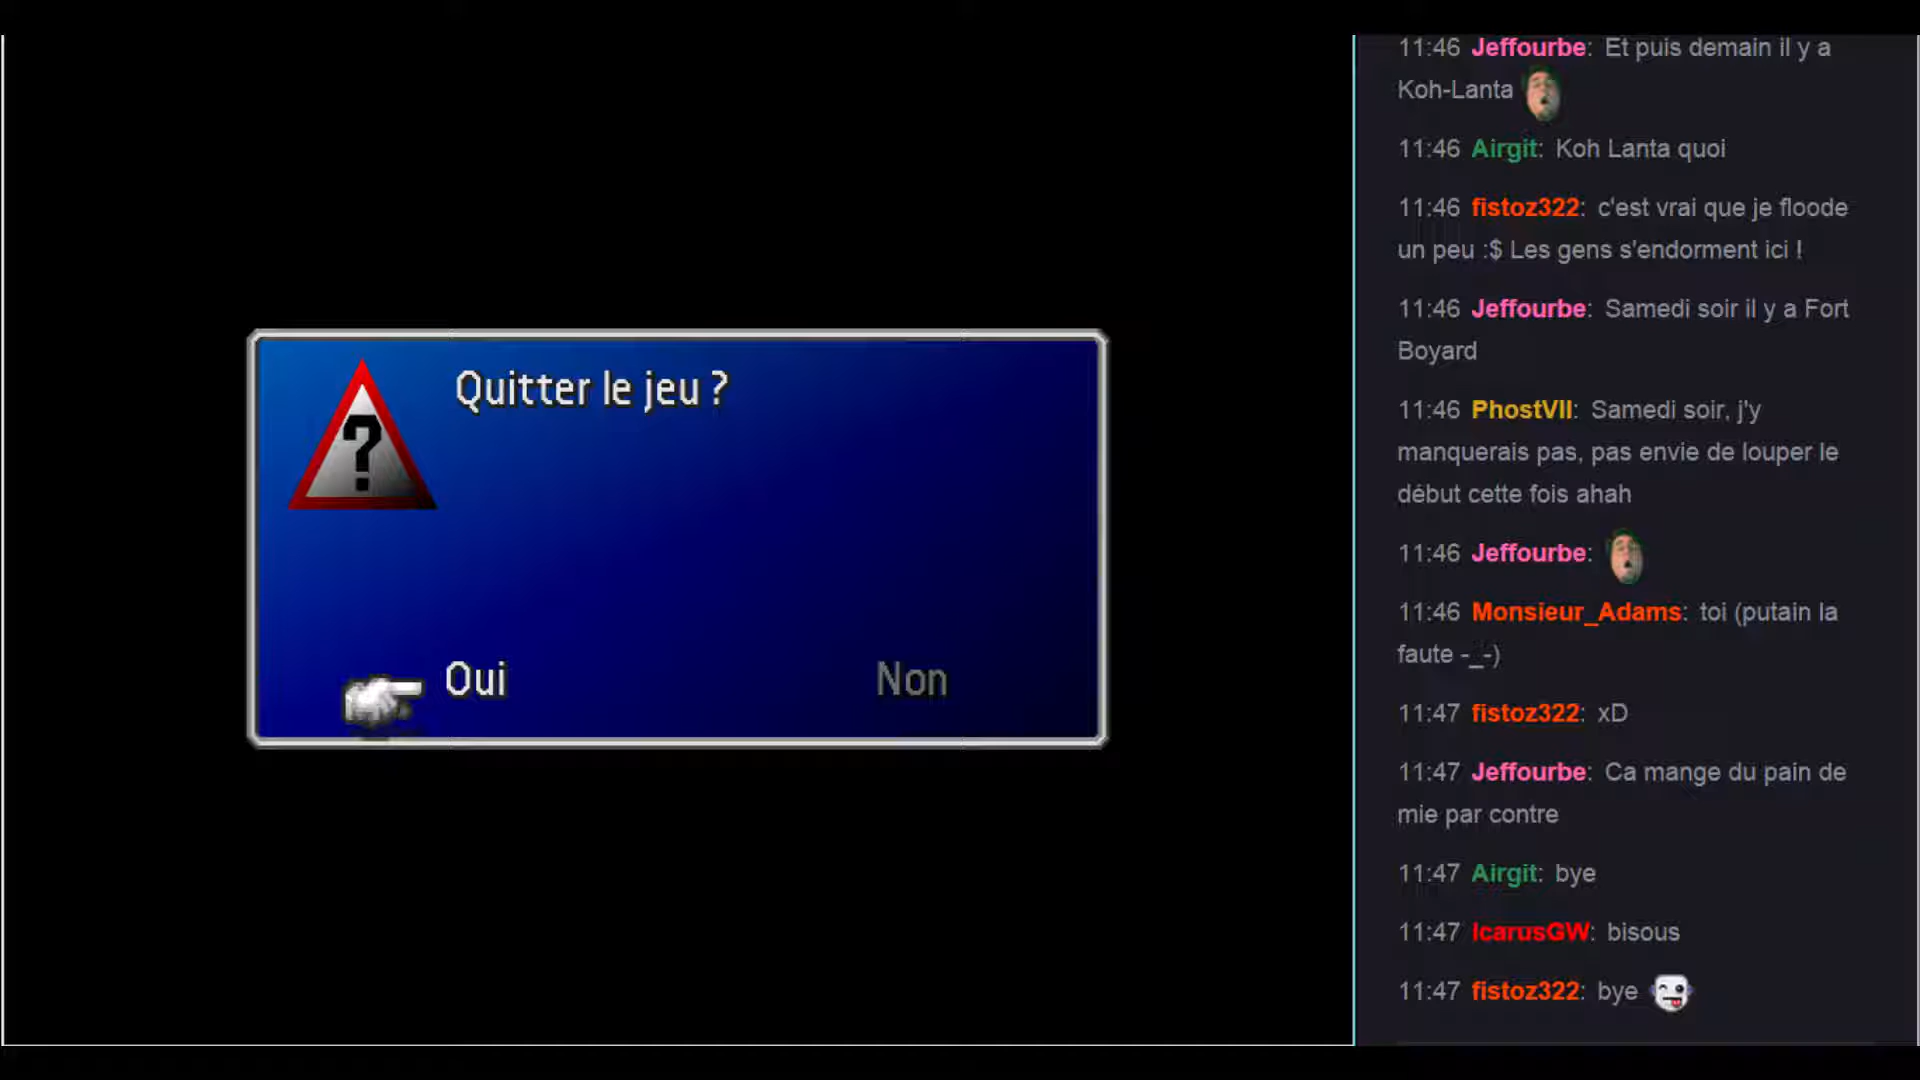 Quitter le jeu ?
?
Oui Non
11:46 Jeffourbe: Et puis demain il y a
Koh-Lanta
11:46 Airgit: Koh Lanta quoi
11:46 fistoz322: c'est vrai que je floode
un peu :$ Les gens s'endorment ici !
11:46 Jeffourbe: Samedi soir il y a Fort
Boyard
11:46 PhostVII: Samedi soir, j'y
manquerais pas, pas envie de louper le
début cette fois ahah
11:46 Jeffourbe:
11:46 Monsieur_Adams: toi (putain la
faute -_-)
11:47 fistoz322: xD
11:47 Jeffourbe: Ca mange du pain de
mie par contre
11:47 Airgit: bye
11:47 IcarusGW: bisous
11:47 fistoz322: bye